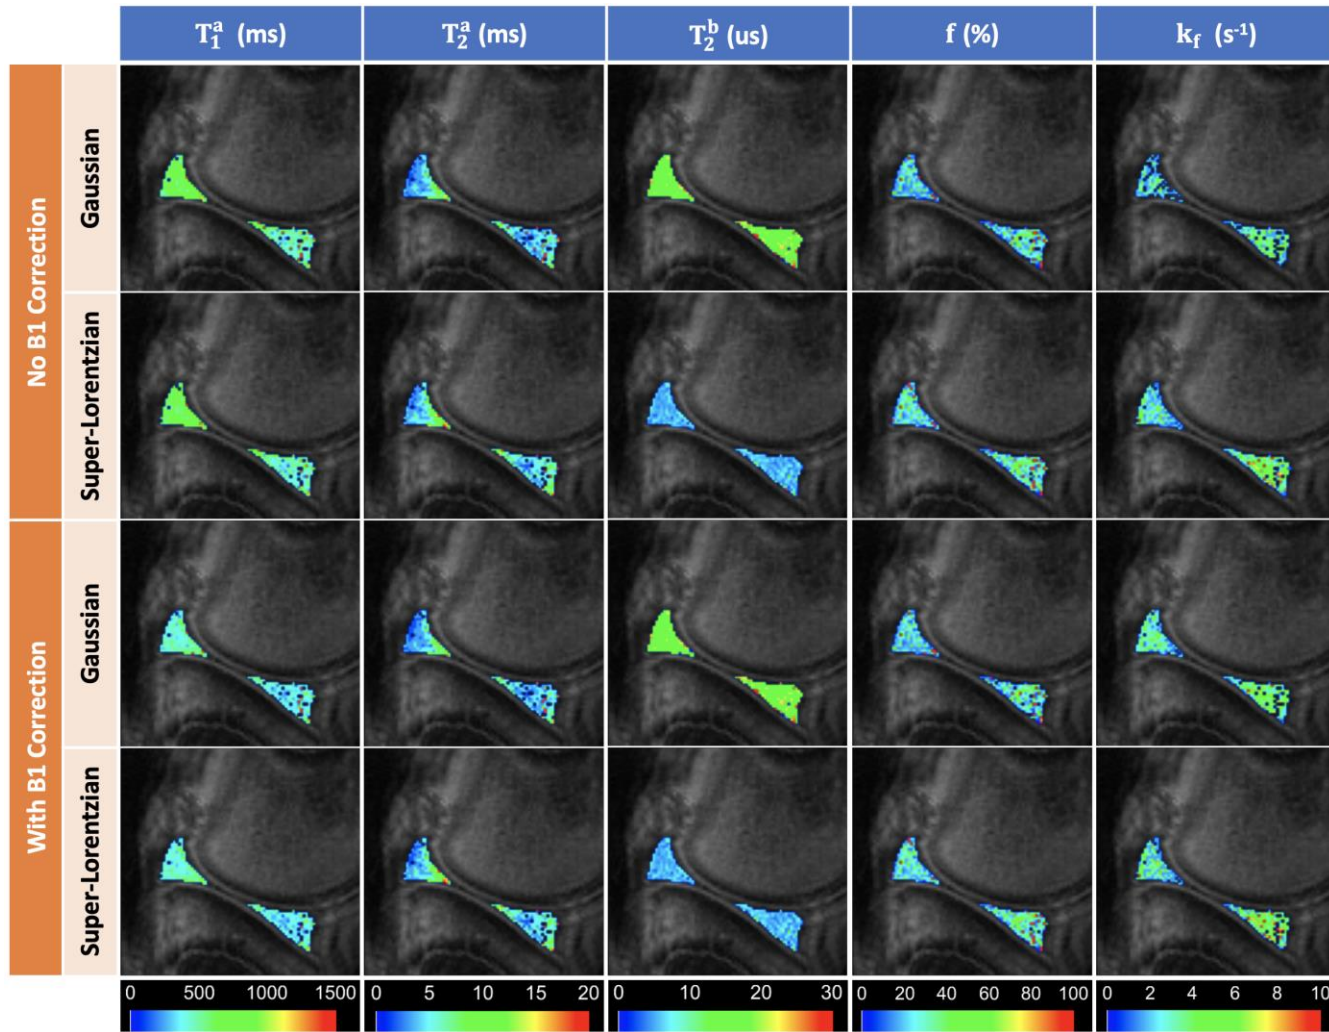 T₁ᵃ (ms) T₂ᵃ (ms) T₂ᵇ (us) f (%) k_f (s⁻¹)
No B1 Correction
Gaussian
Super-Lorentzian
With B1 Correction
Gaussian
Super-Lorentzian
0 500 1000 1500 0 5 10 15 20 0 10 20 30 0 20 40 60 80 100 0 2 4 6 8 10